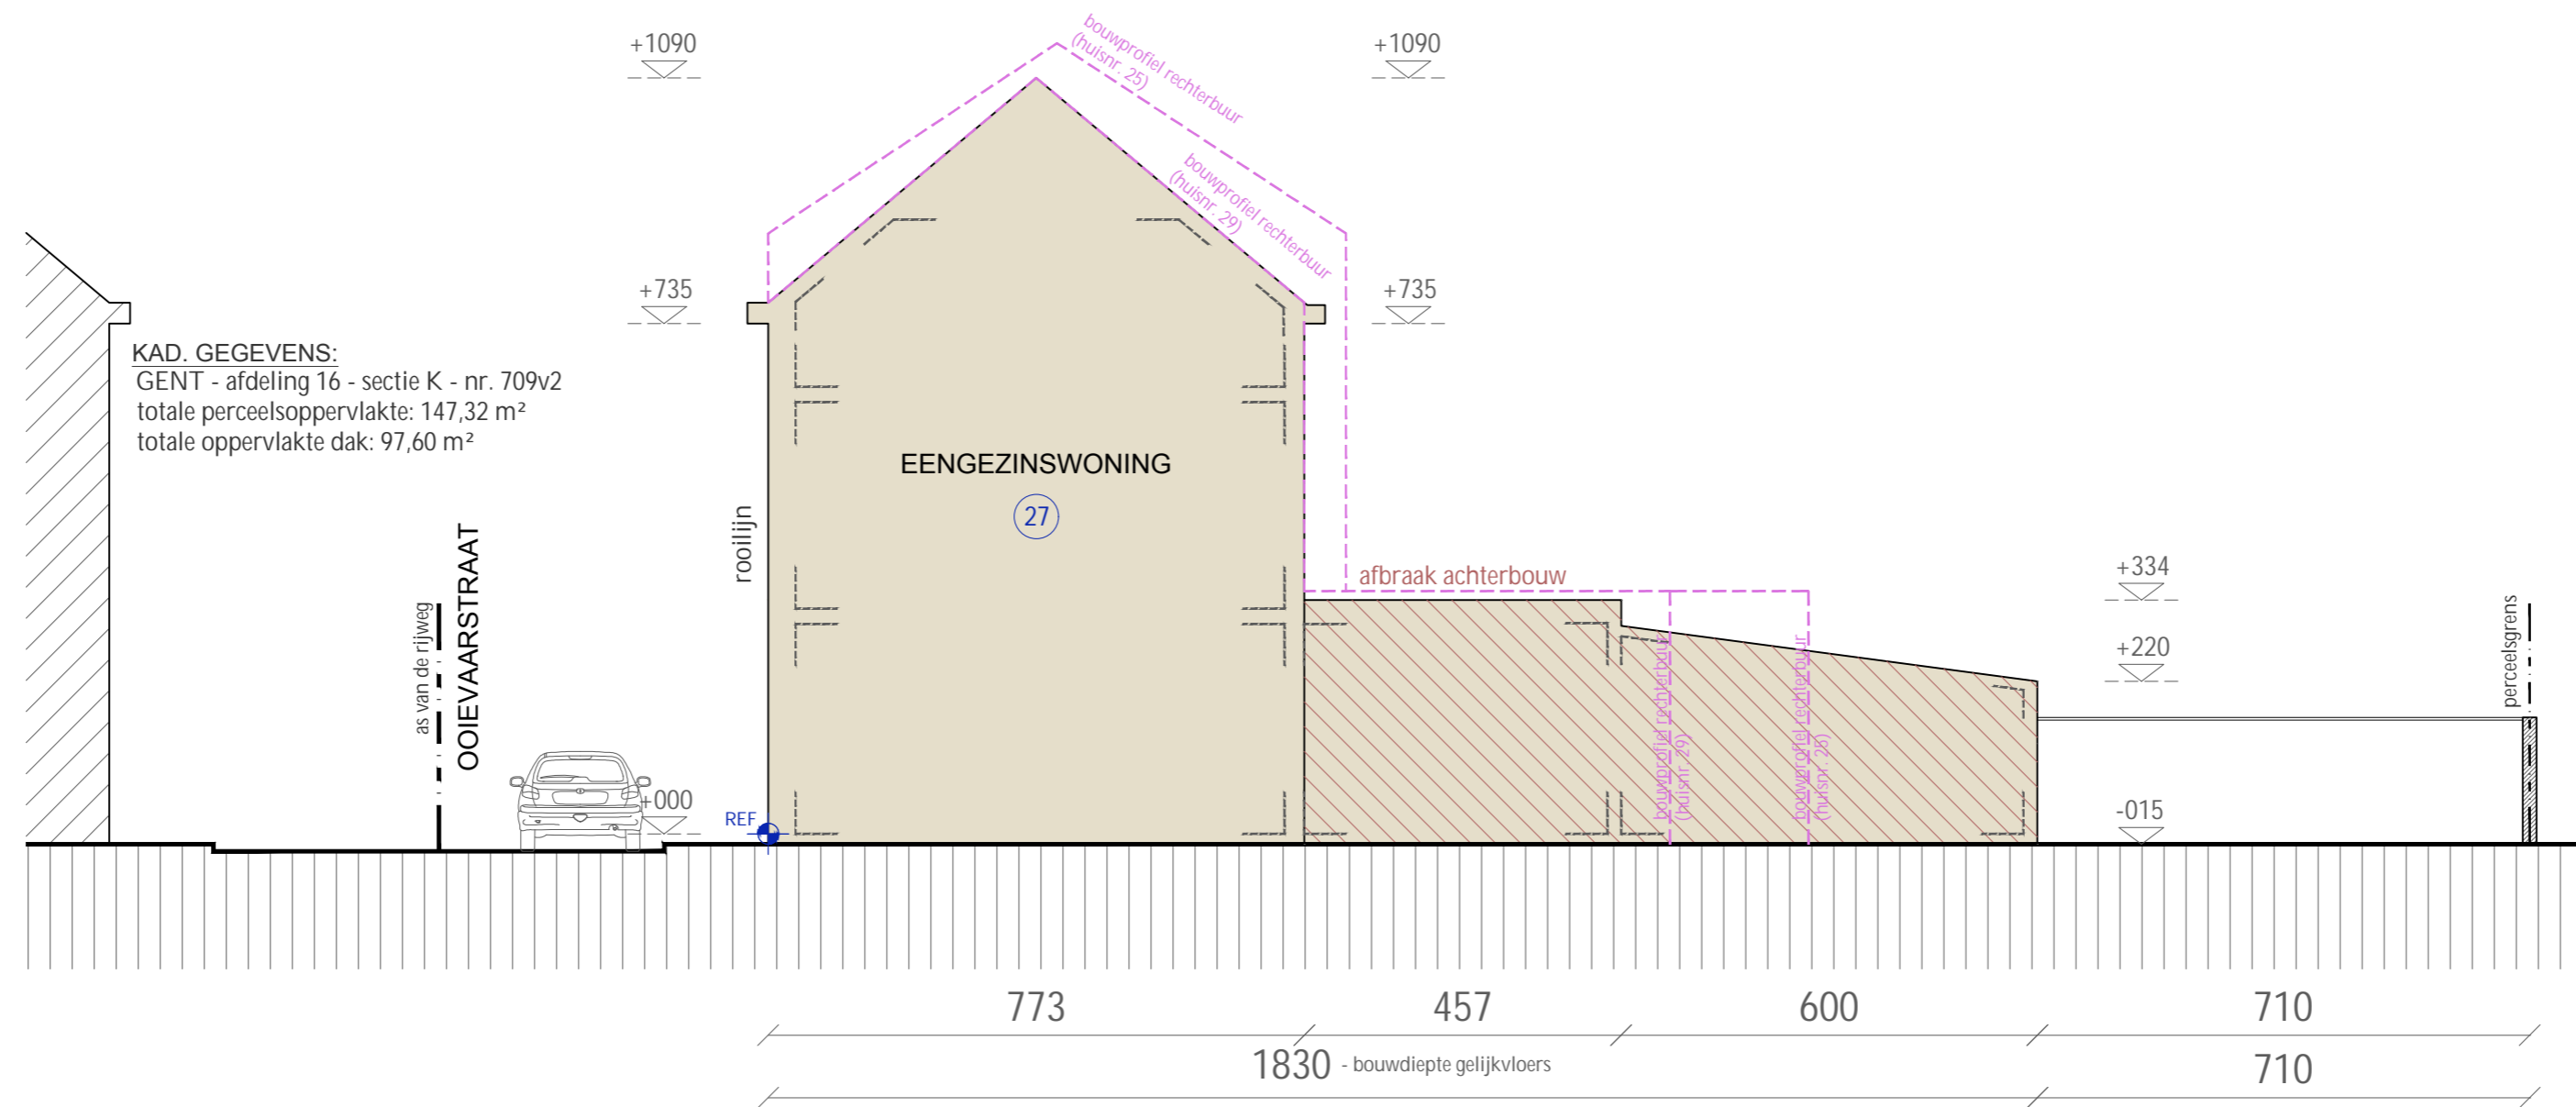 +1090
+1090
bouwprofiel rechterbuur
(huisnr. 25)
bouwprofiel rechterbuur
(huisnr. 29)
+735
+735
KAD. GEGEVENS:
GENT - afdeling 16 - sectie K - nr. 709v2
totale perceelsoppervlakte: 147,32 m²
totale oppervlakte dak: 97,60 m²
EENGEZINSWONING
27
rooilijn
as van de rijweg
OOIEVAARSTRAAT
afbraak achterbouw
+334
+220
perceelsgrens
bouwprofiel rechterbuur
(huisnr. 29)
bouwprofiel rechterbuur
(huisnr. 25)
+000
REF
-015
773
457
600
710
1830 - bouwdiepte gelijkvloers
710